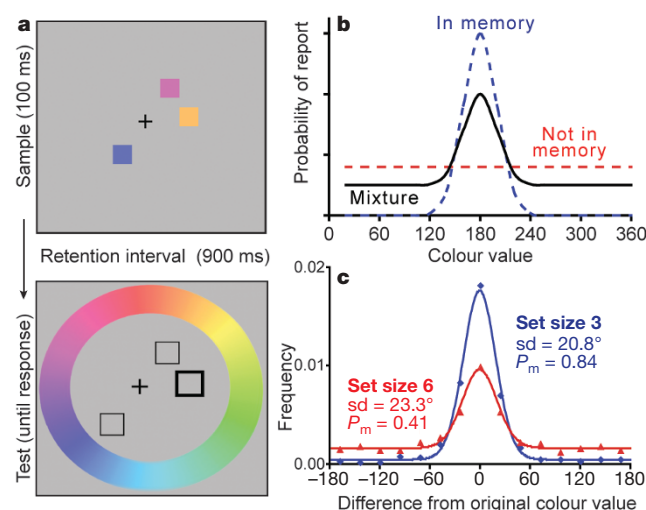 a
Sample (100 ms)
Retention interval (900 ms)
Test (until response)
b
In memory
Not in
memory
Mixture
Probability of report
0 60 120 180 240 300 360
Colour value
c
0.02
0.01
0.00
Frequency
Set size 3
sd = 20.8°
Pm = 0.84
Set size 6
sd = 23.3°
Pm = 0.41
−180 −120 −60 0 60 120 180
Difference from original colour value